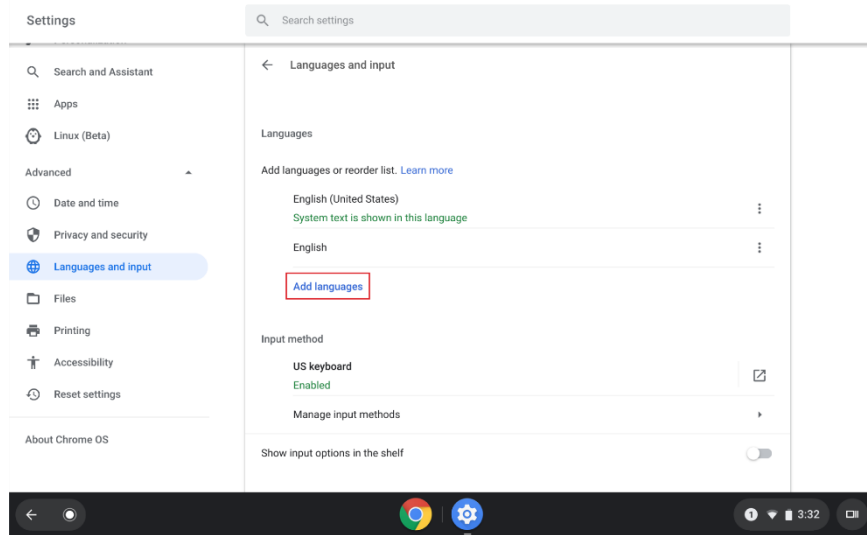 Settings
Search settings
Search and Assistant
Apps
Linux (Beta)
Advanced
Date and time
Privacy and security
Languages and input
Files
Printing
Accessibility
Reset settings
About Chrome OS
Languages and input
Languages
Add languages or reorder list. Learn more
English (United States)
System text is shown in this language
English
Add languages
Input method
US keyboard
Enabled
Manage input methods
Show input options in the shelf
1
3:32